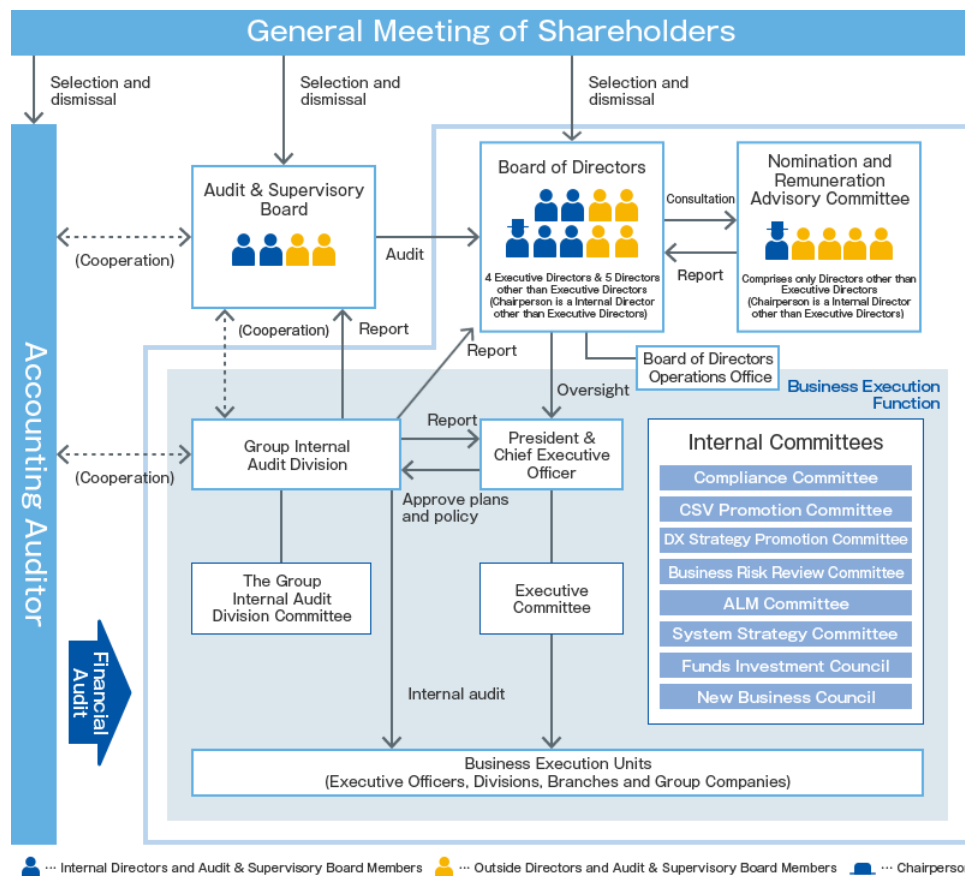 General Meeting of Shareholders
Selection and
dismissal
Selection and
dismissal
Selection and
dismissal
Accounting Auditor
Audit & Supervisory
Board
Board of Directors
4 Executive Directors & 5 Directors
other than Executive Directors
(Chairperson is a Internal Director
other than Executive Directors)
Consultation
Report
Nomination and
Remuneration
Advisory Committee
Comprises only Directors other than
Executive Directors
(Chairperson is a Internal Director
other than Executive Directors)
(Cooperation)
Audit
(Cooperation)
Report
Report
Board of Directors
Operations Office
Oversight
Business Execution
Function
Group Internal
Audit Division
Report
President &
Chief Executive
Officer
(Cooperation)
Approve plans
and policy
Internal Committees
Compliance Committee
CSV Promotion Committee
DX Strategy Promotion Committee
Business Risk Review Committee
ALM Committee
System Strategy Committee
Funds Investment Council
New Business Council
The Group
Internal Audit
Division Committee
Executive
Committee
Financial
Audit
Internal audit
Business Execution Units
(Executive Officers, Divisions, Branches and Group Companies)
··· Internal Directors and Audit & Supervisory Board Members ··· Outside Directors and Audit & Supervisory Board Members ··· Chairperson